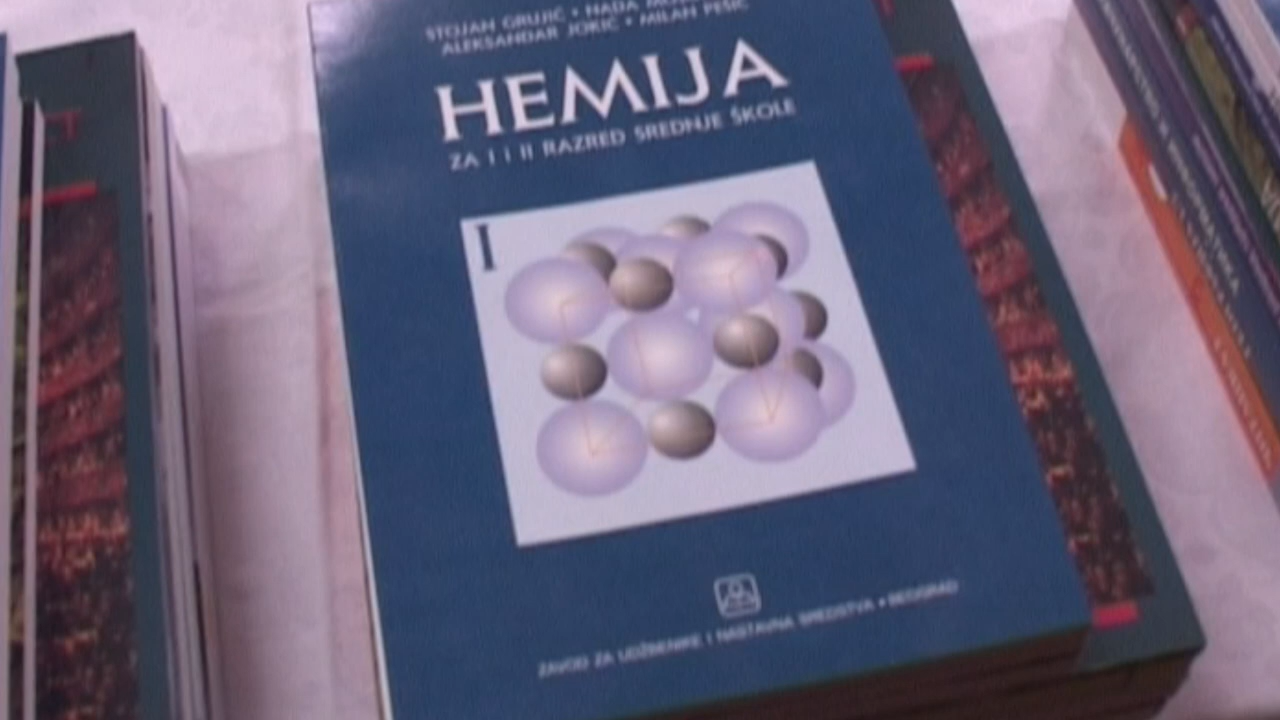 STOJAN GRUJIĆ • NADA
ALEKSANDAR JOKIĆ • MILAN PEŠIĆ
HEMIJA
ZA I I II RAZRED SREDNJE ŠKOLE
I
ZAVOD ZA UDŽBENIKE I NASTAVNA SREDSTVA • BEOGRAD